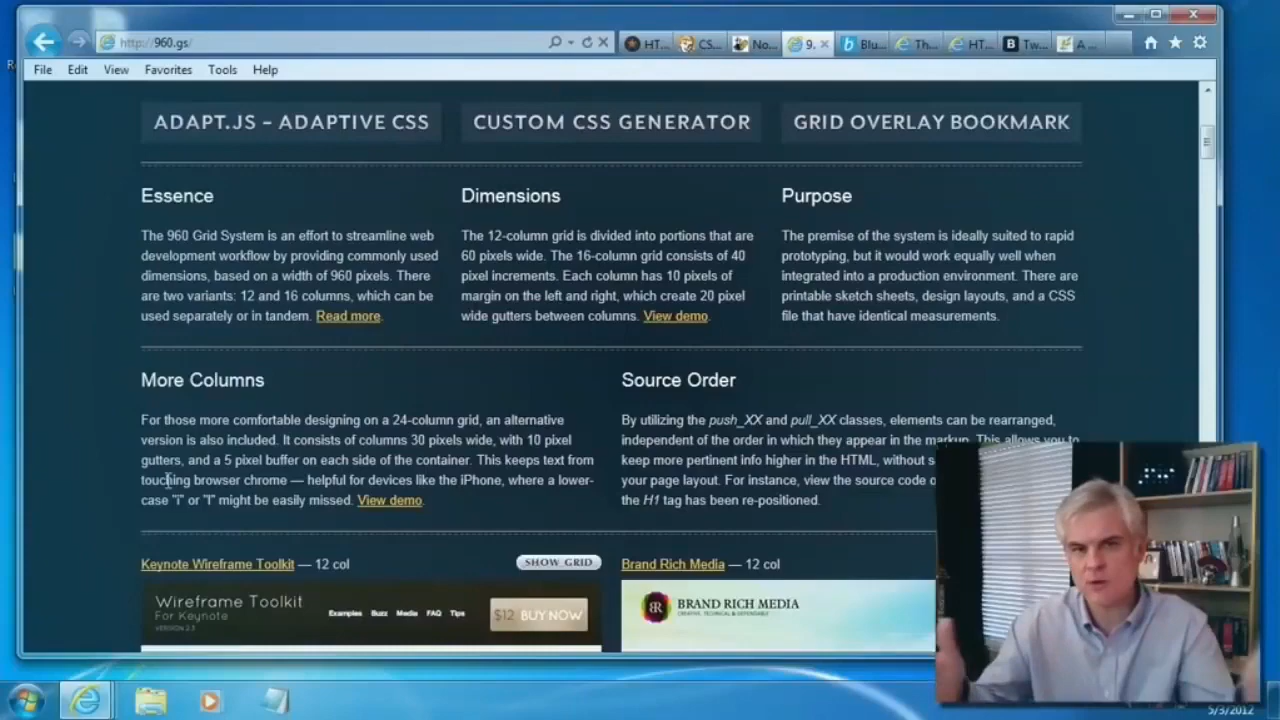 http://960.gs/
HT...
CS...
No...
9.
Blu...
Th...
HT...
Tw...
A ...
File Edit View Favorites Tools Help
ADAPT.JS – ADAPTIVE CSS
CUSTOM CSS GENERATOR
GRID OVERLAY BOOKMARK
Essence
The 960 Grid System is an effort to streamline web
development workflow by providing commonly used
dimensions, based on a width of 960 pixels. There
are two variants: 12 and 16 columns, which can be
used separately or in tandem. Read more.
Dimensions
The 12-column grid is divided into portions that are
60 pixels wide. The 16-column grid consists of 40
pixel increments. Each column has 10 pixels of
margin on the left and right, which create 20 pixel
wide gutters between columns. View demo.
Purpose
The premise of the system is ideally suited to rapid
prototyping, but it would work equally well when
integrated into a production environment. There are
printable sketch sheets, design layouts, and a CSS
file that have identical measurements.
More Columns
For those more comfortable designing on a 24-column grid, an alternative
version is also included. It consists of columns 30 pixels wide, with 10 pixel
gutters, and a 5 pixel buffer on each side of the container. This keeps text from
touching browser chrome — helpful for devices like the iPhone, where a lower-
case "i" or "l" might be easily missed. View demo.
Source Order
By utilizing the push_XX and pull_XX classes, elements can be rearranged,
independent of the order in which they appear in the markup. This allows you to
keep more pertinent info higher in the HTML, without s
your page layout. For instance, view the source code o
the H1 tag has been re-positioned.
Keynote Wireframe Toolkit — 12 col
SHOW GRID
Brand Rich Media — 12 col
Wireframe Toolkit
For Keynote
VERSION 2.1
Examples Buzz Media FAQ Tips
$12 BUY NOW
BR
BRAND RICH MEDIA
CREATIVE, TECHNICAL & DEPENDABLE
5/3/2012